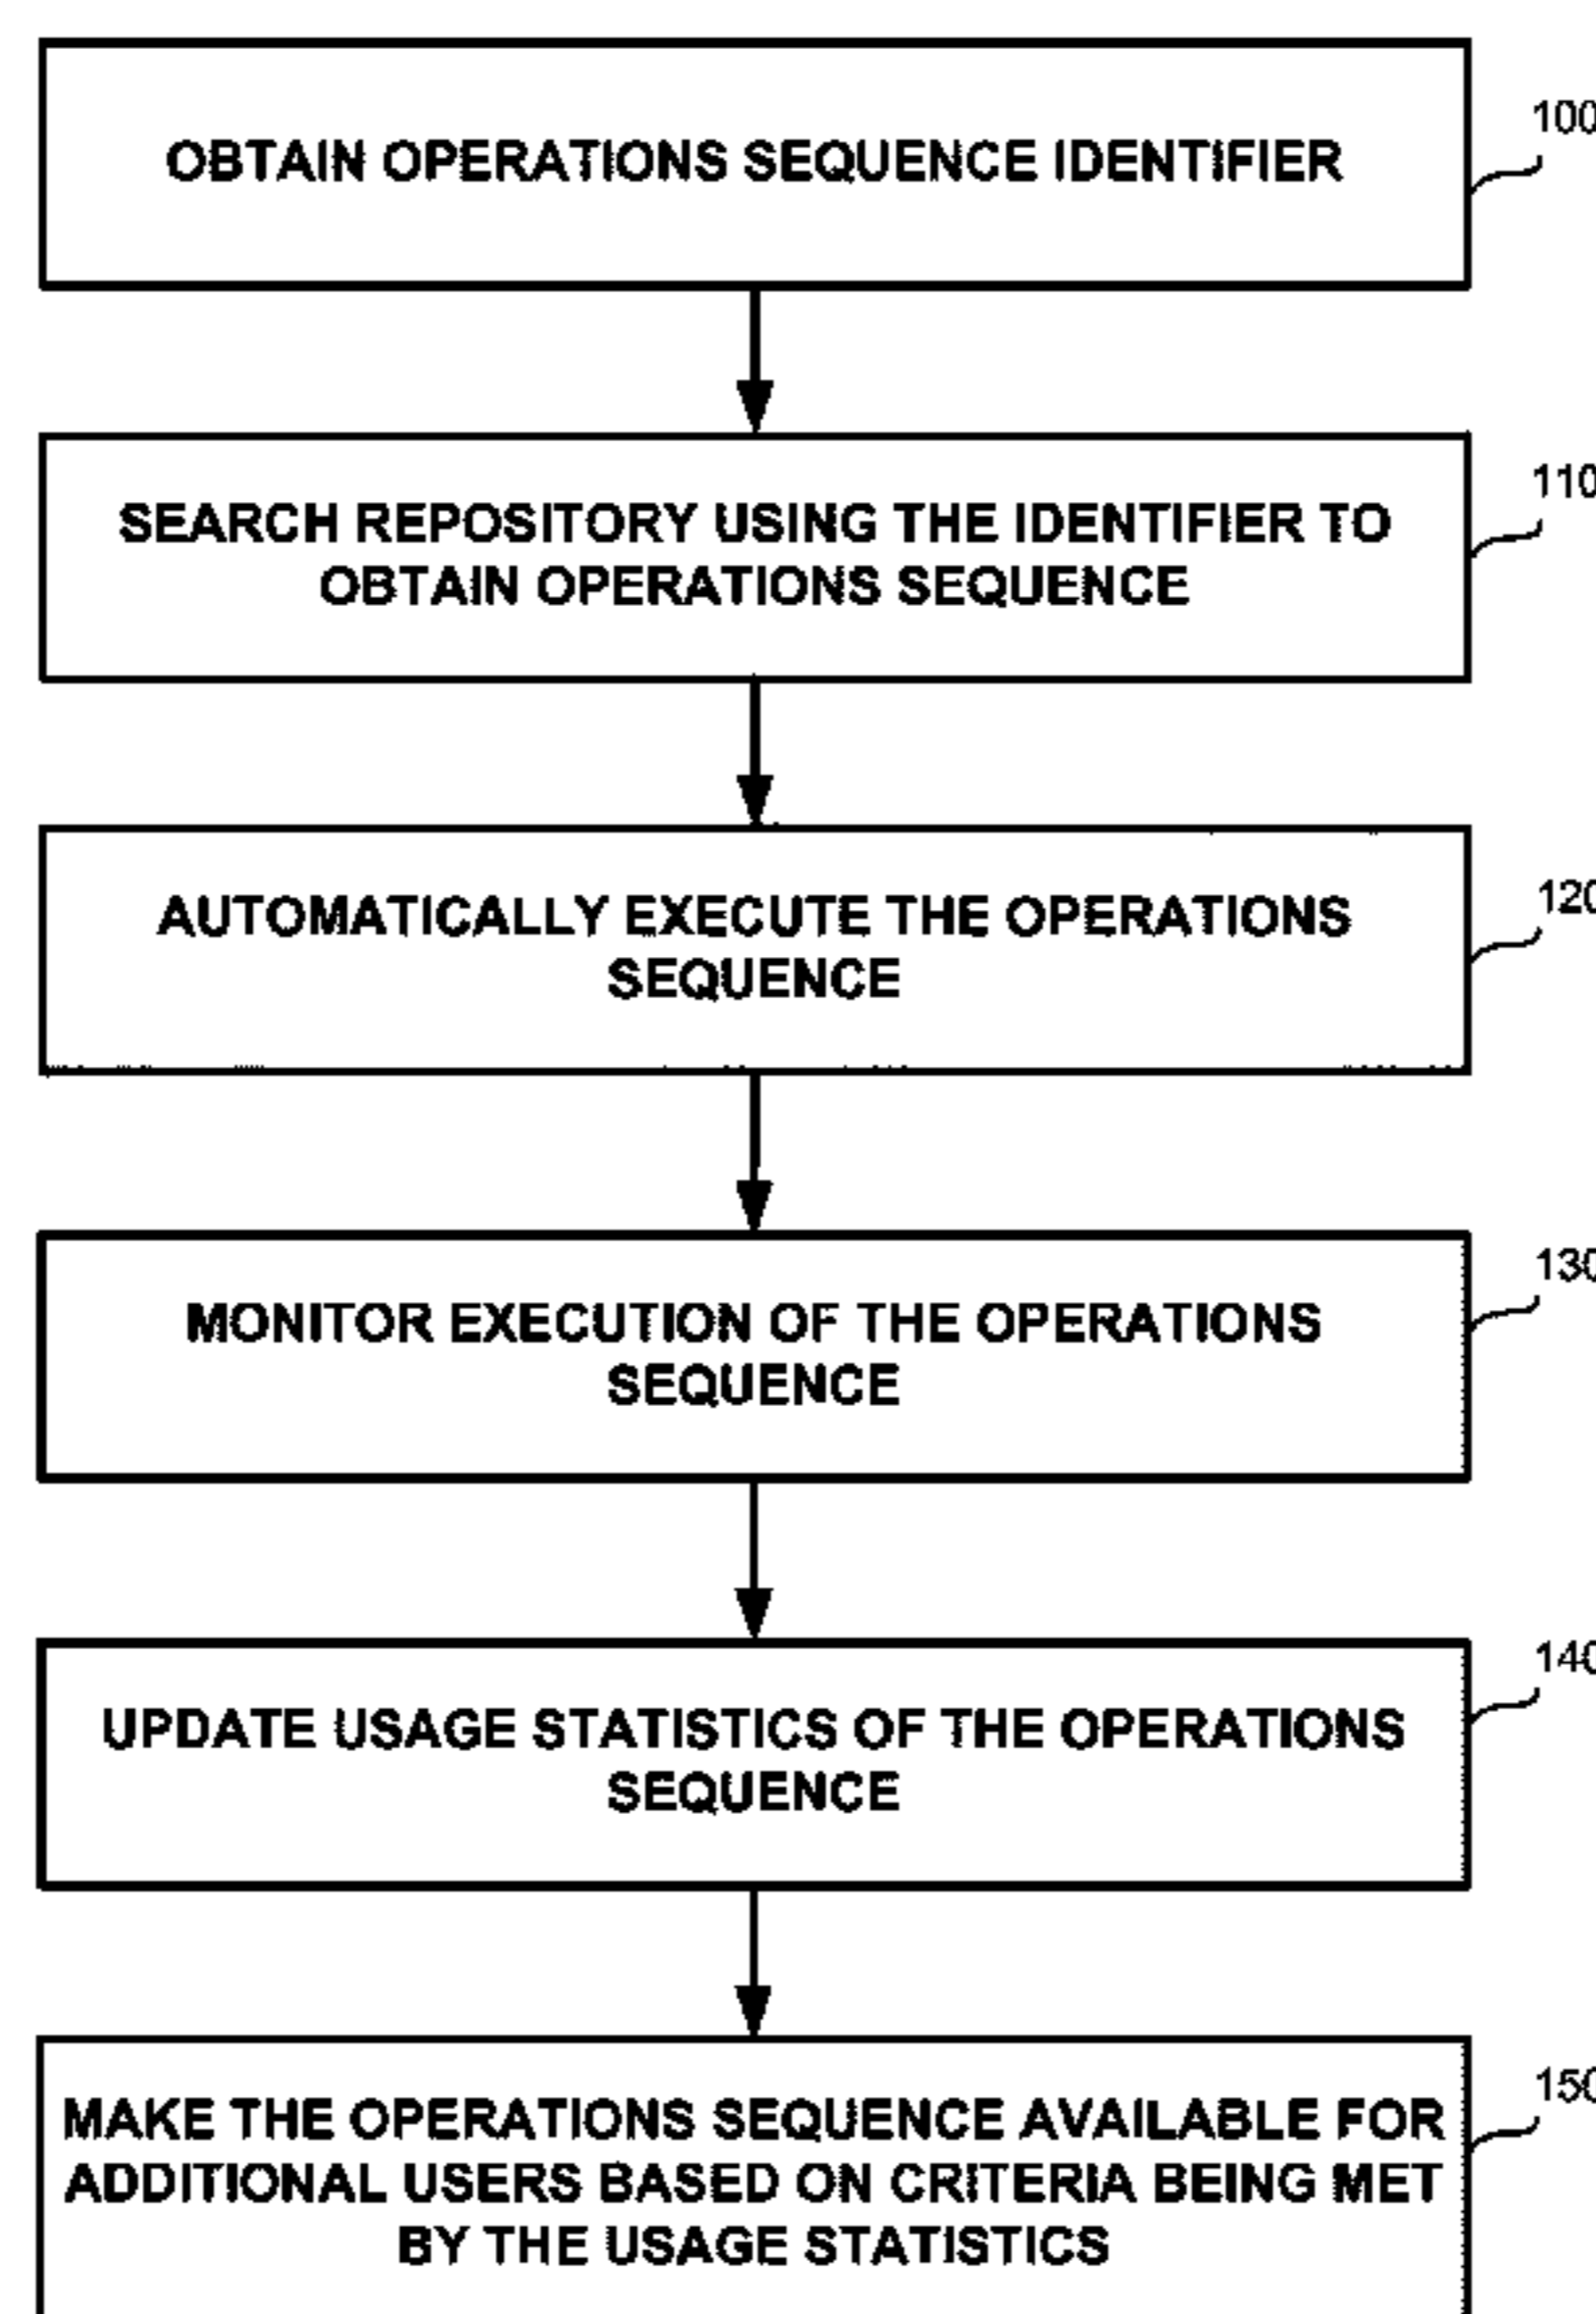 OBTAIN OPERATIONS SEQUENCE IDENTIFIER
100
SEARCH REPOSITORY USING THE IDENTIFIER TO
OBTAIN OPERATIONS SEQUENCE
110
AUTOMATICALLY EXECUTE THE OPERATIONS
SEQUENCE
120
MONITOR EXECUTION OF THE OPERATIONS
SEQUENCE
130
UPDATE USAGE STATISTICS OF THE OPERATIONS
SEQUENCE
140
MAKE THE OPERATIONS SEQUENCE AVAILABLE FOR
ADDITIONAL USERS BASED ON CRITERIA BEING MET
BY THE USAGE STATISTICS
150